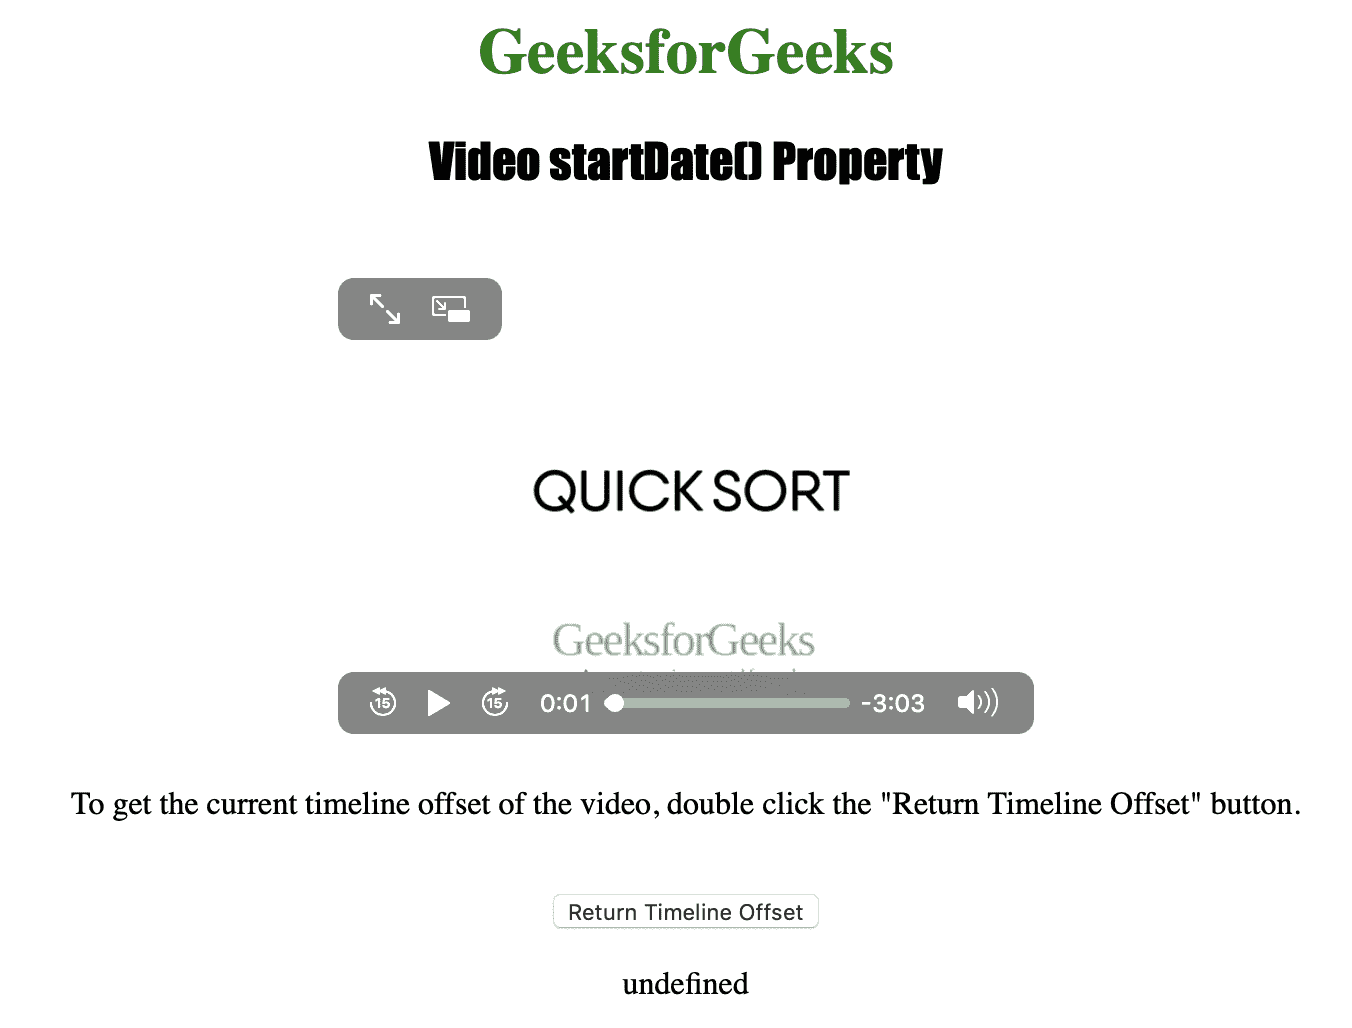 GeeksforGeeks
Video startDate() Property
QUICK SORT
GeeksforGeeks
15 15 0:01 -3:03
To get the current timeline offset of the video, double click the "Return Timeline Offset" button.
Return Timeline Offset
undefined